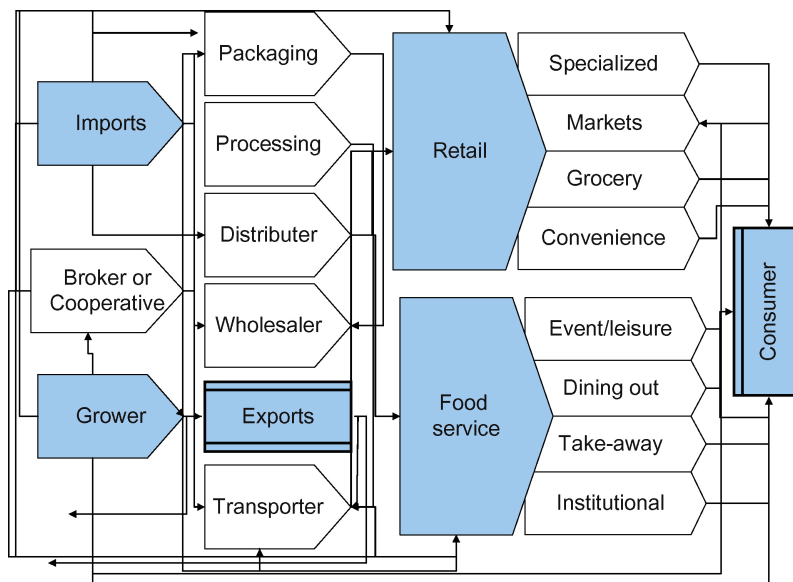 Packaging
Imports
Processing
Distributer
Broker or
Cooperative
Wholesaler
Grower
Exports
Transporter
Retail
Specialized
Markets
Grocery
Convenience
Food
service
Event/leisure
Dining out
Take-away
Institutional
Consumer